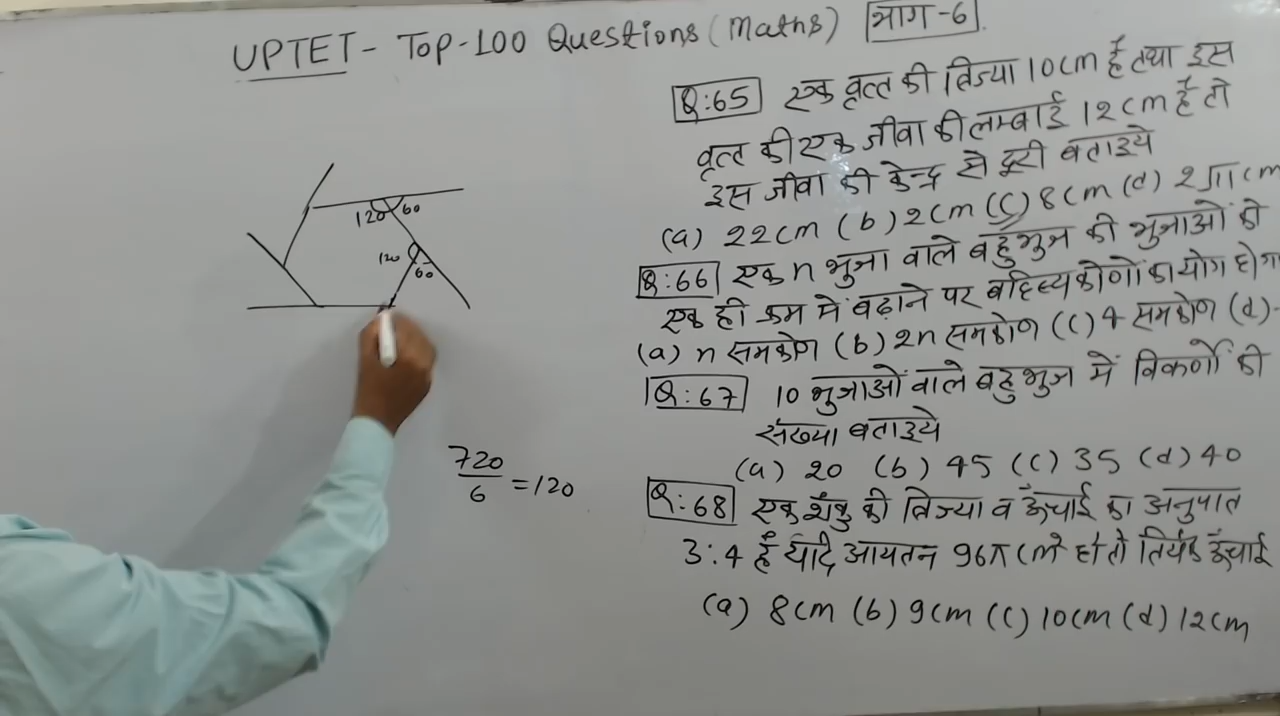 UPTET- Top-100 Questions (Maths) भाग-6
Q:65 एक वृत्त की त्रिज्या 10cm है तथा इस
वृत्त की एक जीवा की लम्बाई 12cm है तो
इस जीवा की केन्द्र से दूरी बताइये
(a) 22cm (b) 2cm (c) 8cm (d) 2√11cm
Q:66 एक n भुजा वाले बहुभुज की भुजाओं को
एक ही क्रम में बढ़ाने पर बहिष्यकोणों का योग होगा
(a) n समकोण (b) 2n समकोण (c) 4 समकोण (d)-
Q:67 10 भुजाओं वाले बहुभुज में विकर्णों की
संख्या बताइये
(a) 20 (b) 45 (c) 35 (d) 40
Q:68 एक शंकु की त्रिज्या व ऊंचाई का अनुपात
3:4 है यदि आयतन 96π cm³ हो तो तिर्यक ऊंचाई
(a) 8cm (b) 9cm (c) 10cm (d) 12cm
120 60
120
60
720
6 =120